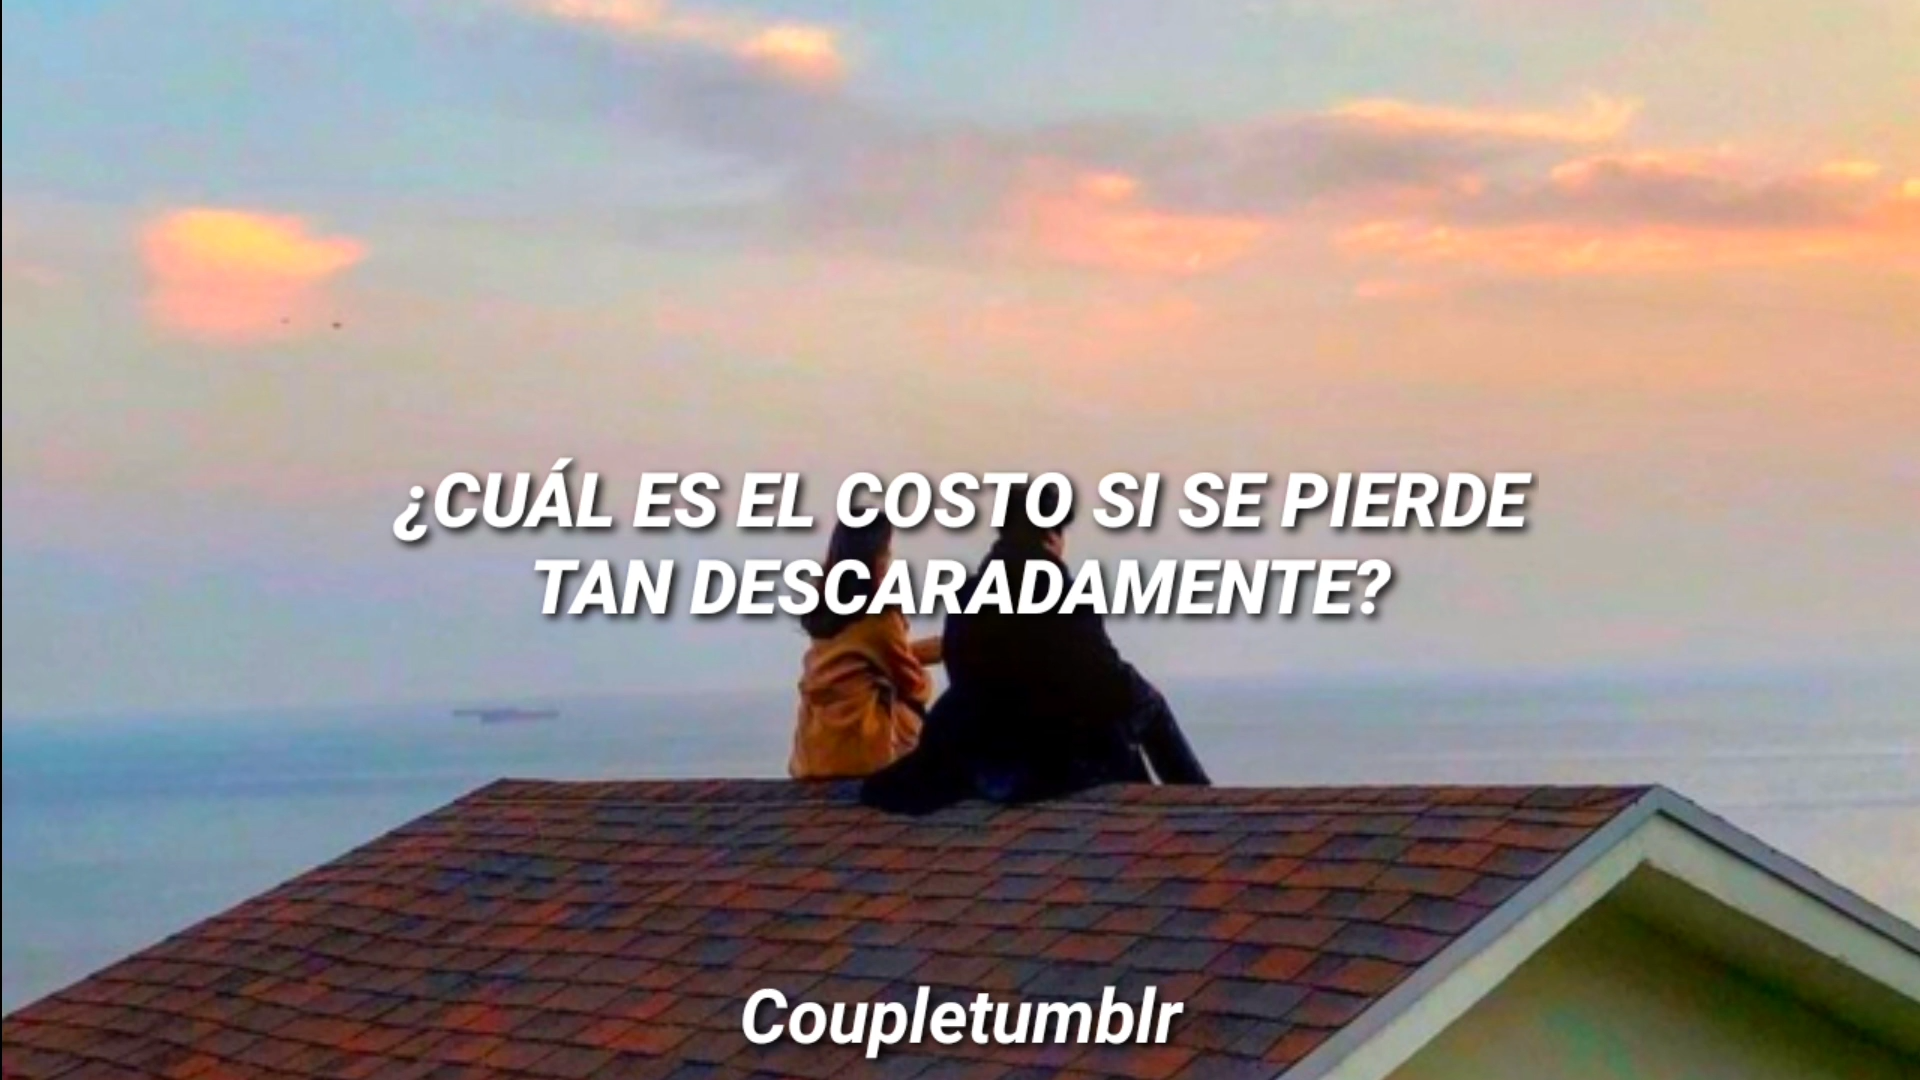 ¿CUÁL ES EL COSTO SI SE PIERDE
TAN DESCARADAMENTE?
Coupletumblr